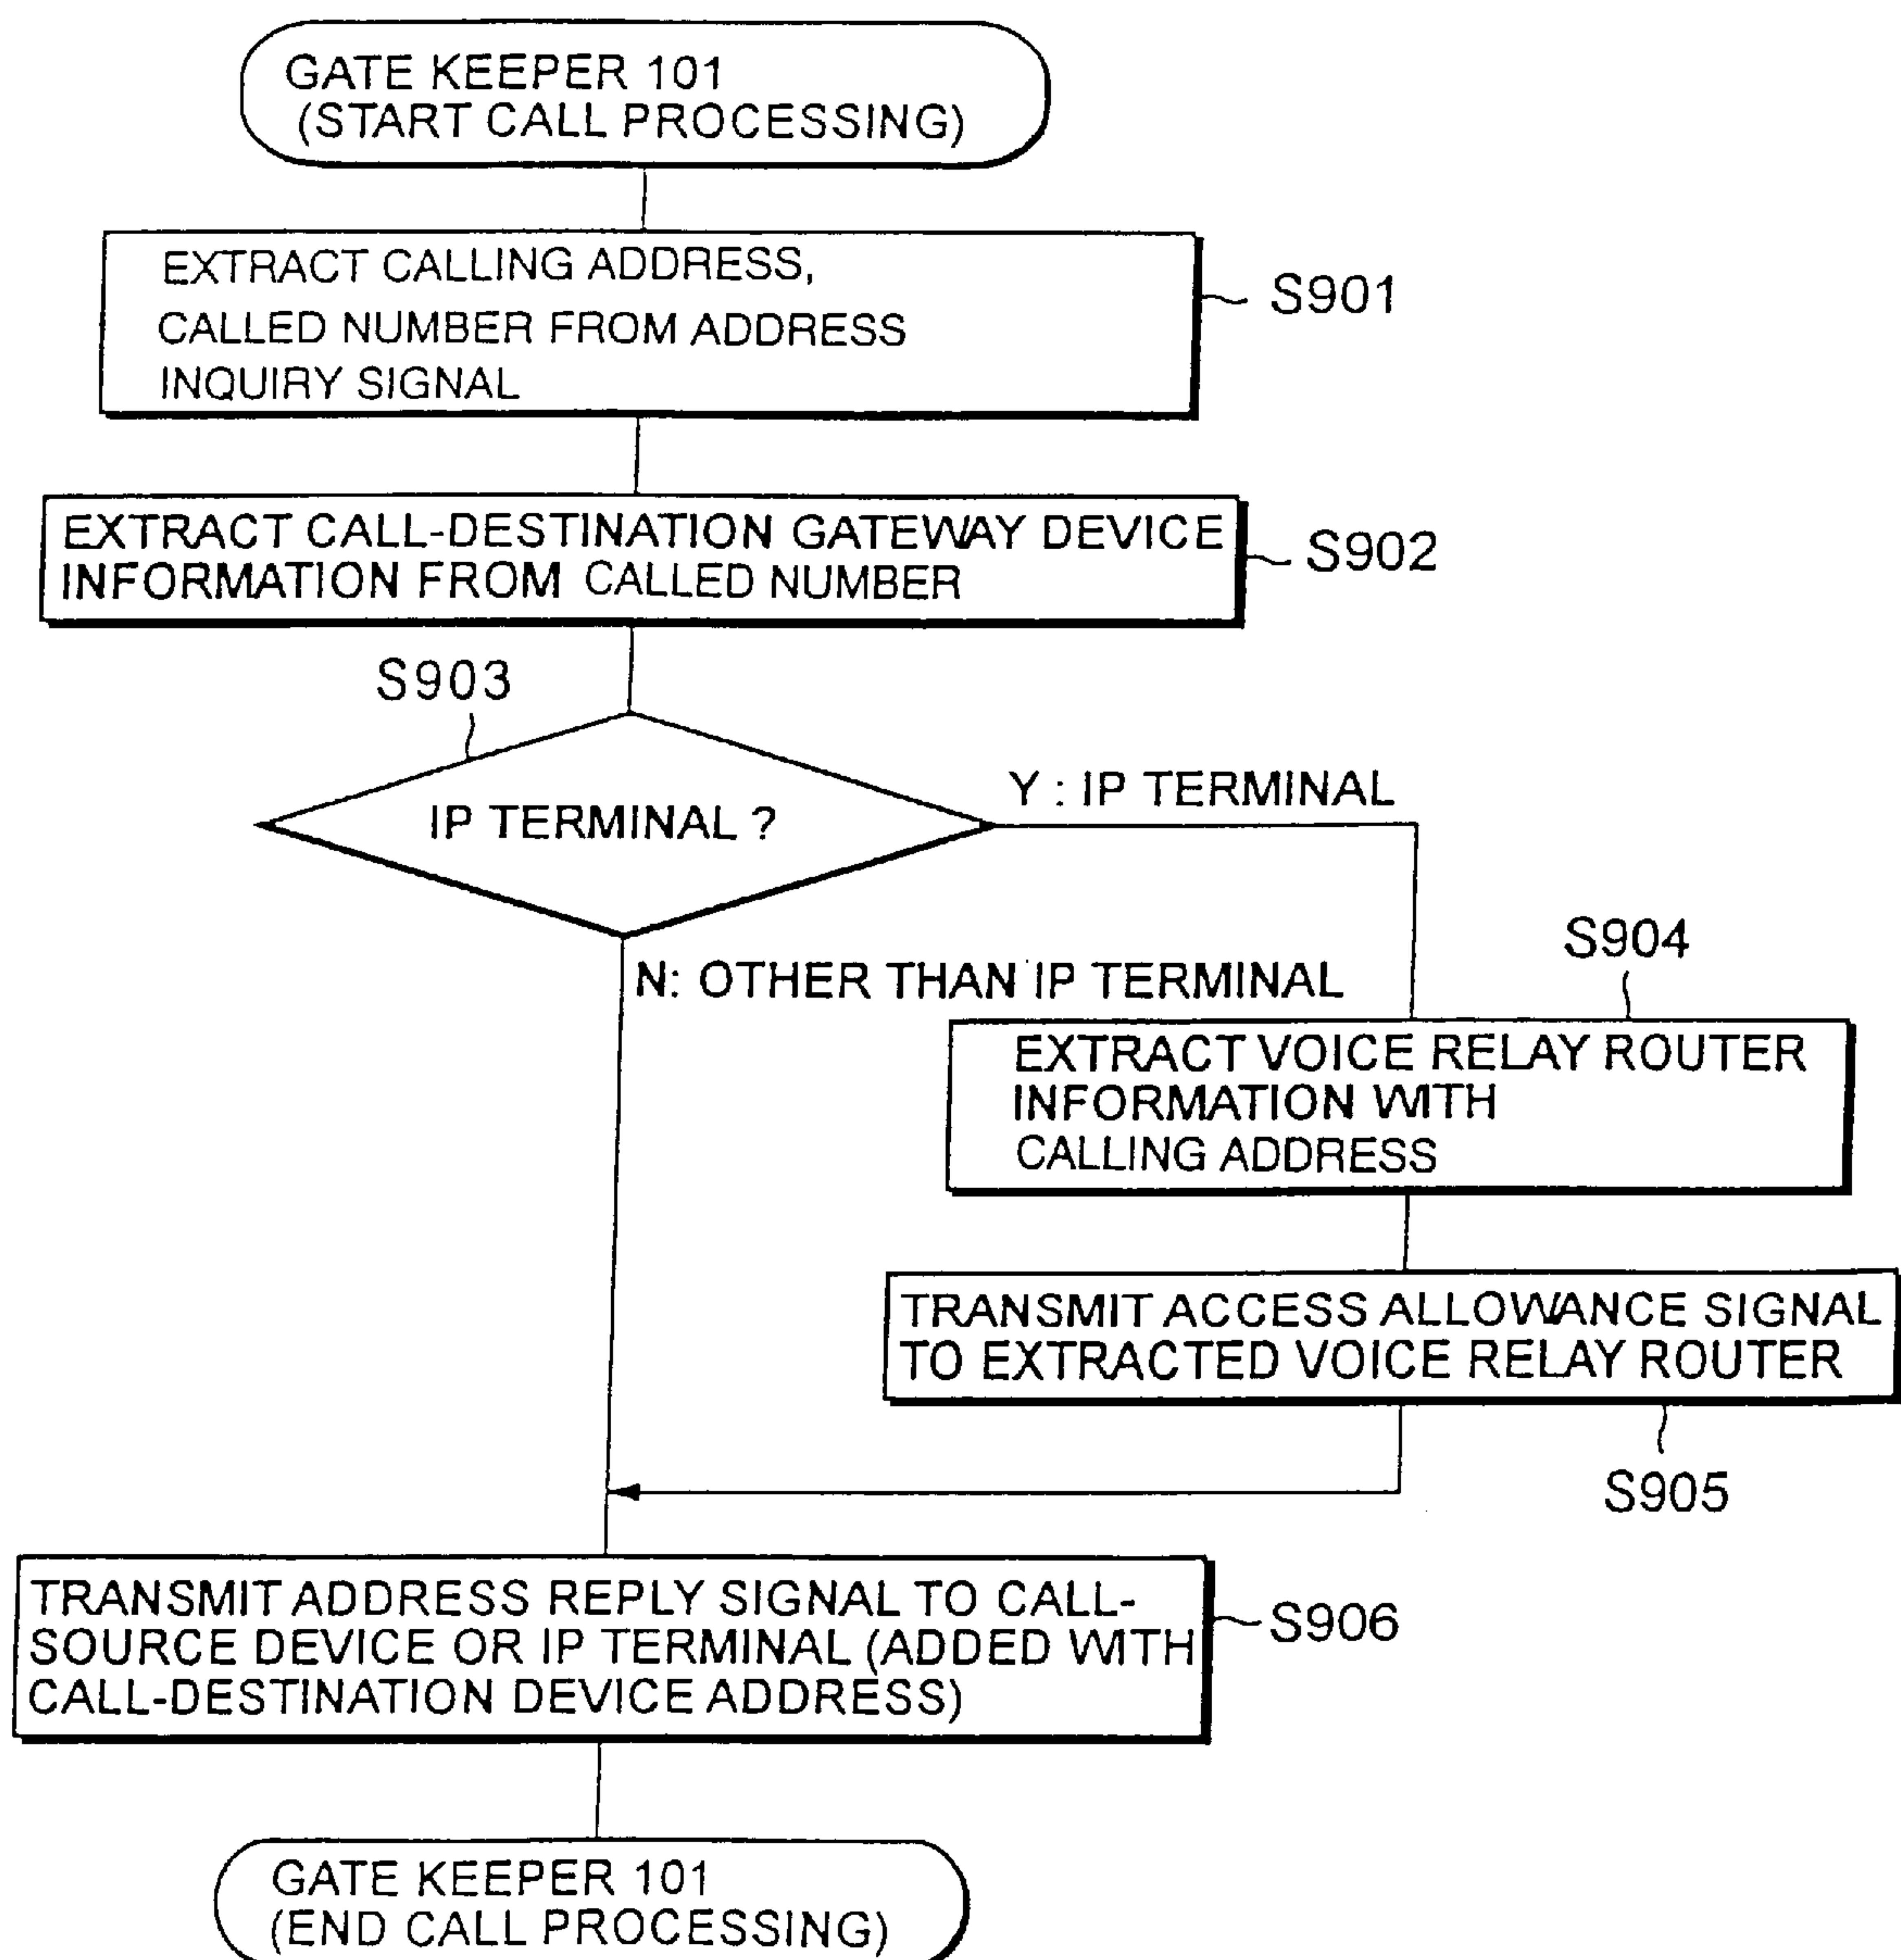 GATE KEEPER 101
(START CALL PROCESSING)
EXTRACT CALLING ADDRESS,
CALLED NUMBER FROM ADDRESS
INQUIRY SIGNAL
S901
EXTRACT CALL-DESTINATION GATEWAY DEVICE
INFORMATION FROM CALLED NUMBER
S902
S903
IP TERMINAL ?
Y : IP TERMINAL
N: OTHER THAN IP TERMINAL
S904
EXTRACT VOICE RELAY ROUTER
INFORMATION WITH
CALLING ADDRESS
TRANSMIT ACCESS ALLOWANCE SIGNAL
TO EXTRACTED VOICE RELAY ROUTER
S905
TRANSMIT ADDRESS REPLY SIGNAL TO CALL-
SOURCE DEVICE OR IP TERMINAL (ADDED WITH
CALL-DESTINATION DEVICE ADDRESS)
S906
GATE KEEPER 101
(END CALL PROCESSING)